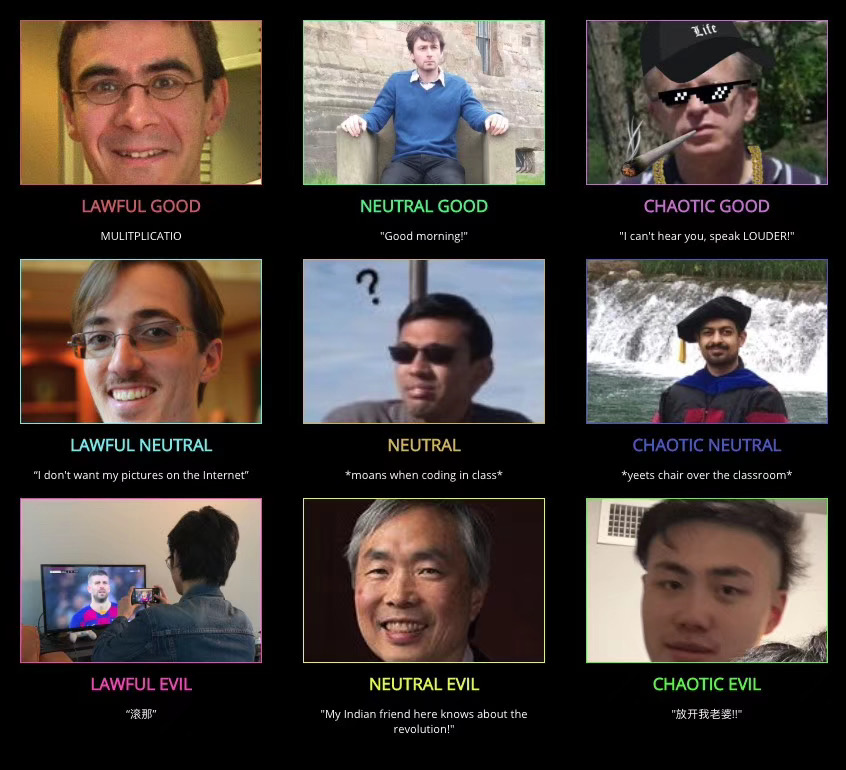 Life
LAWFUL GOOD
MULITPLICATIO
NEUTRAL GOOD
"Good morning!"
CHAOTIC GOOD
"I can't hear you, speak LOUDER!"
?
LAWFUL NEUTRAL
“I don't want my pictures on the Internet”
NEUTRAL
*moans when coding in class*
CHAOTIC NEUTRAL
*yeets chair over the classroom*
LAWFUL EVIL
“滚那”
NEUTRAL EVIL
"My Indian friend here knows about the
revolution!"
CHAOTIC EVIL
"放开我老婆!!"